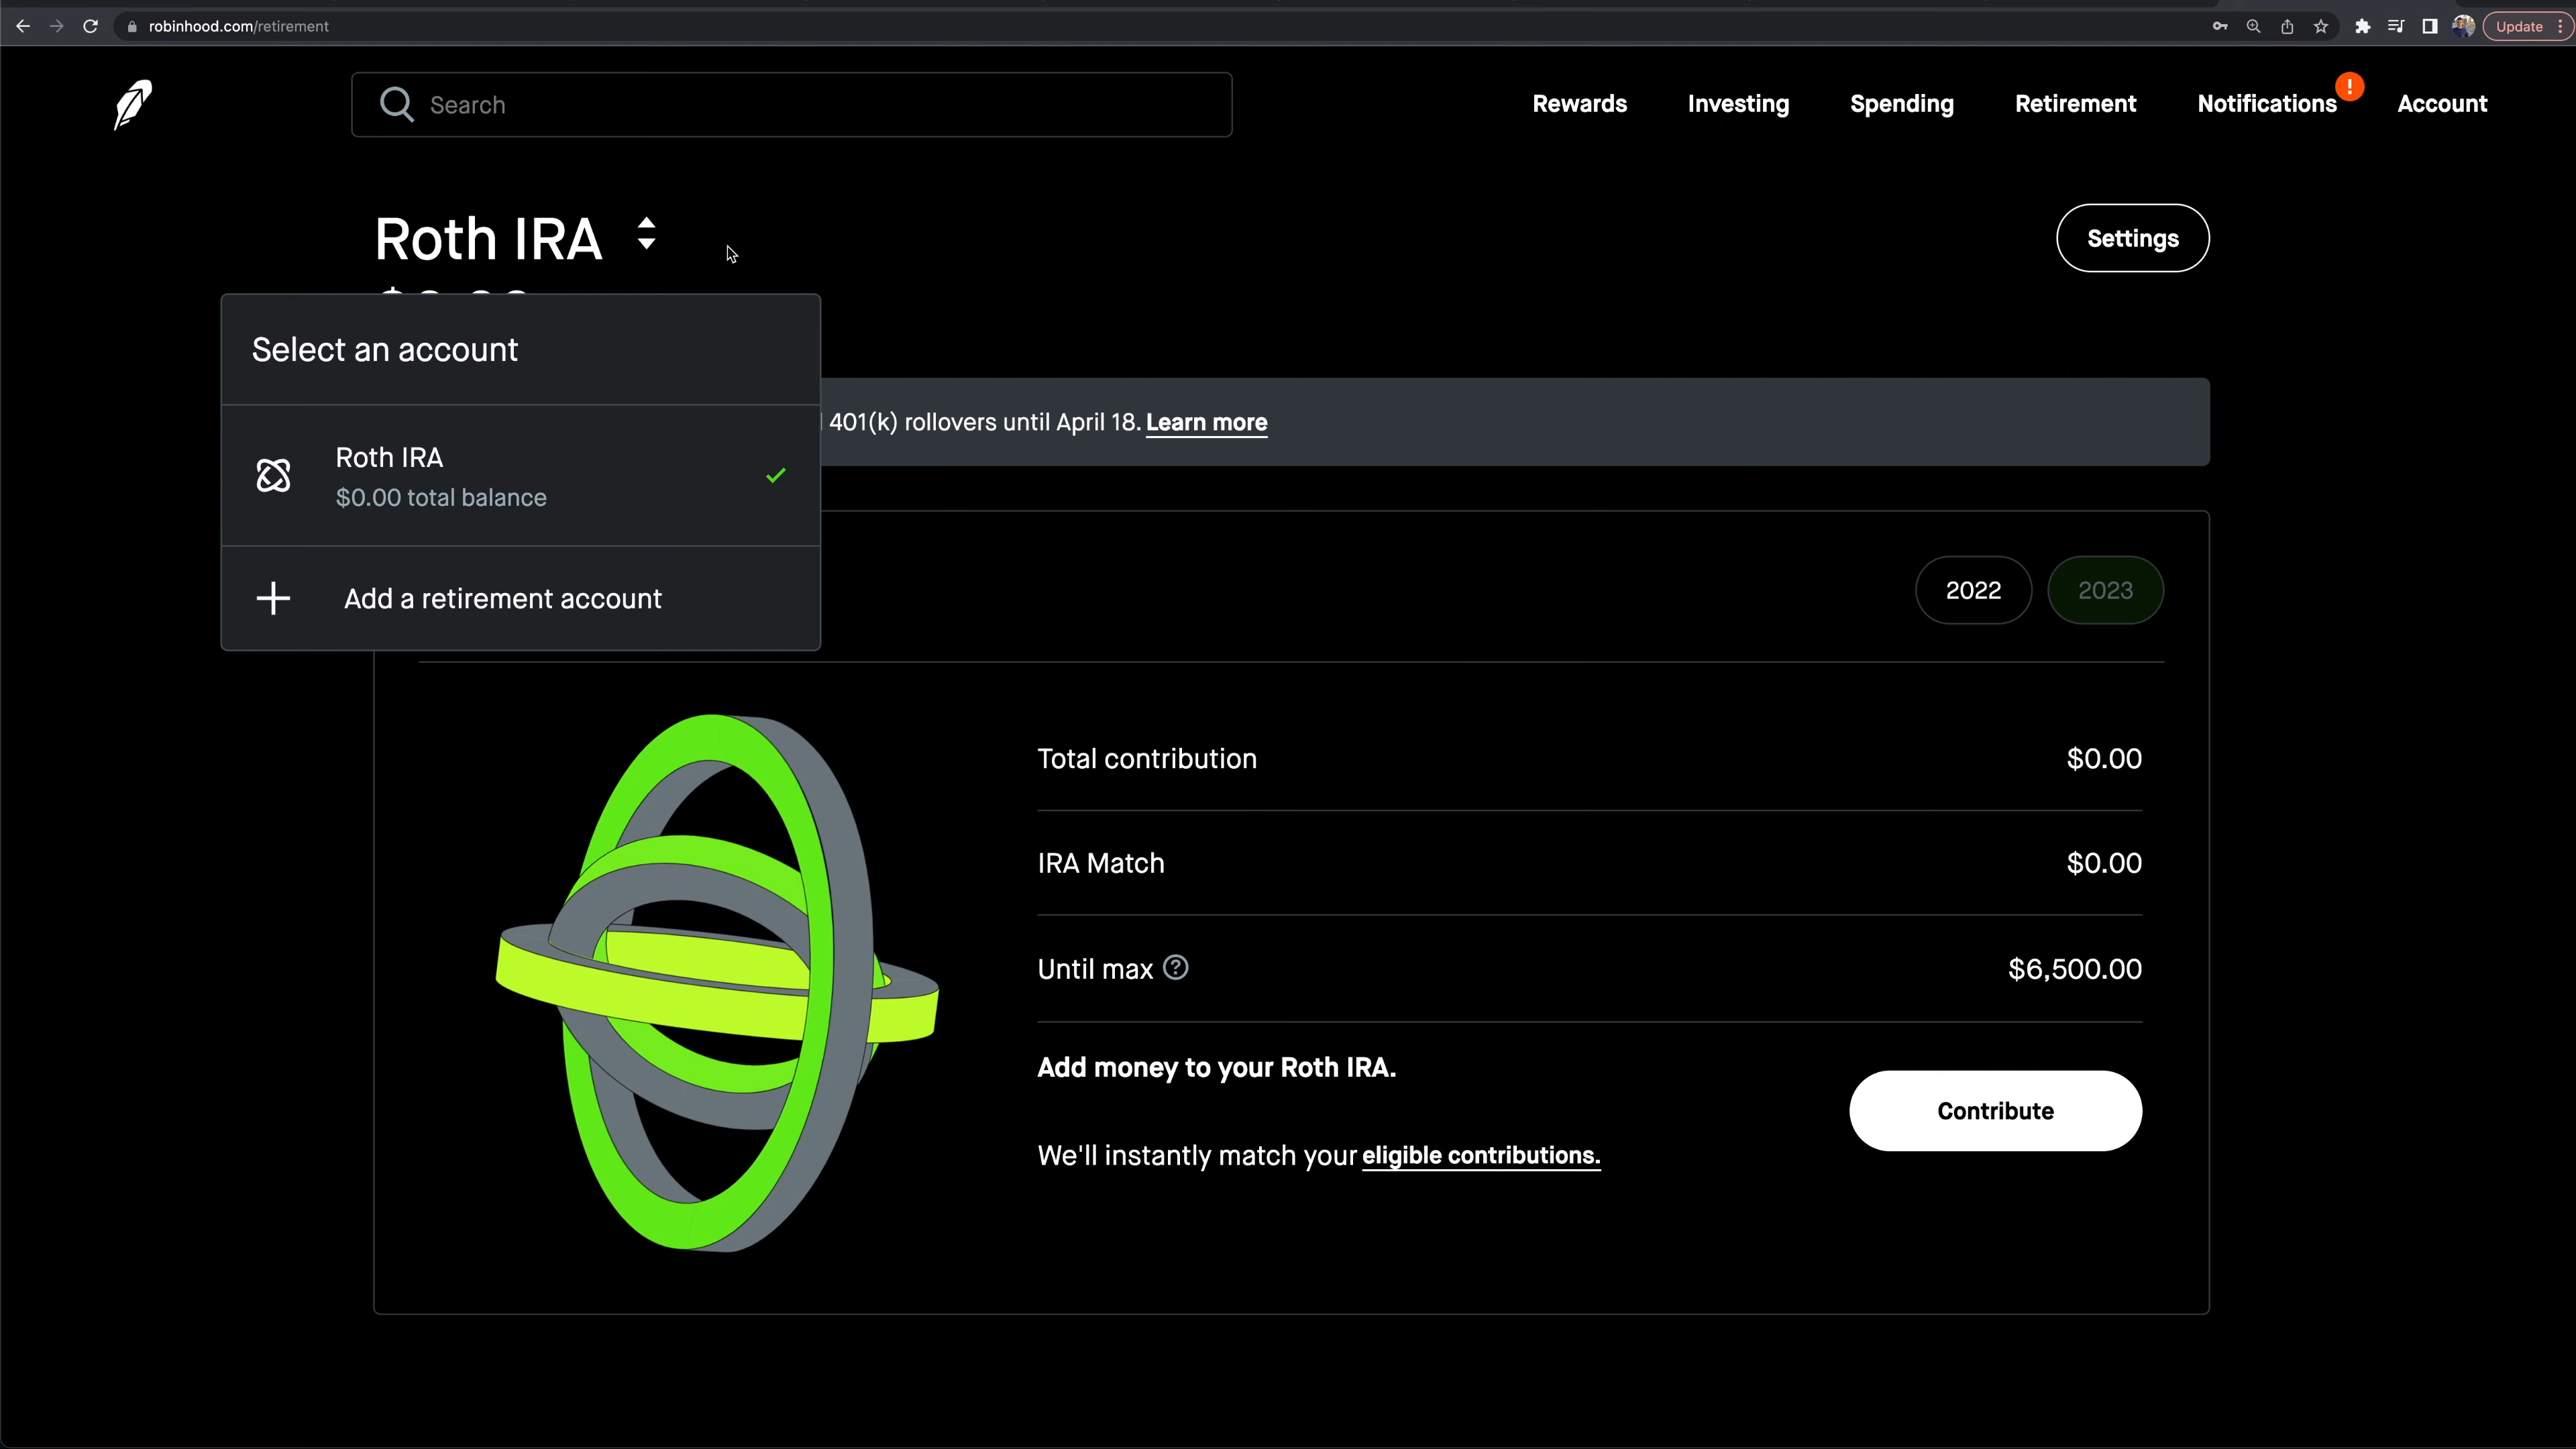 robinhood.com/retirement
Update
Search
Rewards
Investing
Spending
Retirement
Notifications
!
Account
Roth IRA
Settings
Select an account
Roth IRA
$0.00 total balance
Add a retirement account
401(k) rollovers until April 18. Learn more
2022
2023
Total contribution
$0.00
IRA Match
$0.00
Until max ?
$6,500.00
Add money to your Roth IRA.
We'll instantly match your eligible contributions.
Contribute